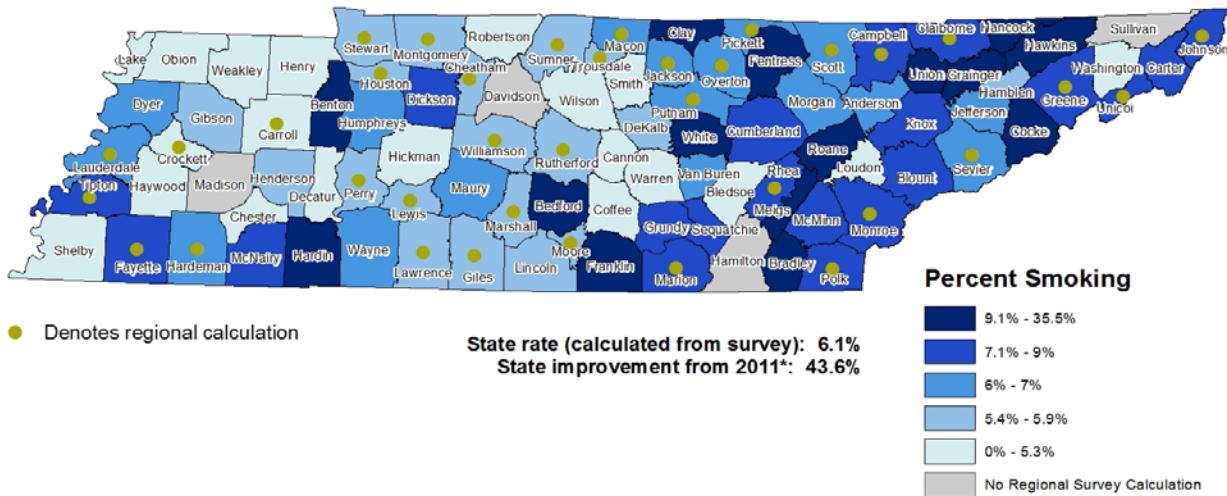 Stewart
Montgomery
Robertson
Sumner
Macon
Clay
Pickett
Campbell
Claiborne
Hancock
Hawkins
Sullivan
Johnson
Lake
Obion
Weakley
Henry
Houston
Cheatham
Trousdale
Smith
Jackson
Overton
Fentress
Scott
Union
Grainger
Hamblen
Washington
Carter
Greene
Unicoi
Dyer
Gibson
Carroll
Benton
Humphreys
Dickson
Davidson
Wilson
Putnam
DeKalb
Morgan
Anderson
Jefferson
Knox
Cocke
Lauderdale
Crockett
Williamson
Rutherford
Cannon
White
Cumberland
Roane
Loudon
Blount
Sevier
Tipton
Haywood
Madison
Henderson
Decatur
Perry
Hickman
Maury
Warren
Van Buren
Bledsoe
Rhea
Meigs
McMinn
Monroe
Chester
Lewis
Marshall
Bedford
Coffee
Grundy
Sequatchie
Shelby
Fayette
Hardeman
McNairy
Hardin
Wayne
Lawrence
Giles
Lincoln
Moore
Franklin
Marion
Hamilton
Bradley
Polk
Denotes regional calculation
State rate (calculated from survey): 6.1%
State improvement from 2011*: 43.6%
Percent Smoking
9.1% - 35.5%
7.1% - 9%
6% - 7%
5.4% - 5.9%
0% - 5.3%
No Regional Survey Calculation